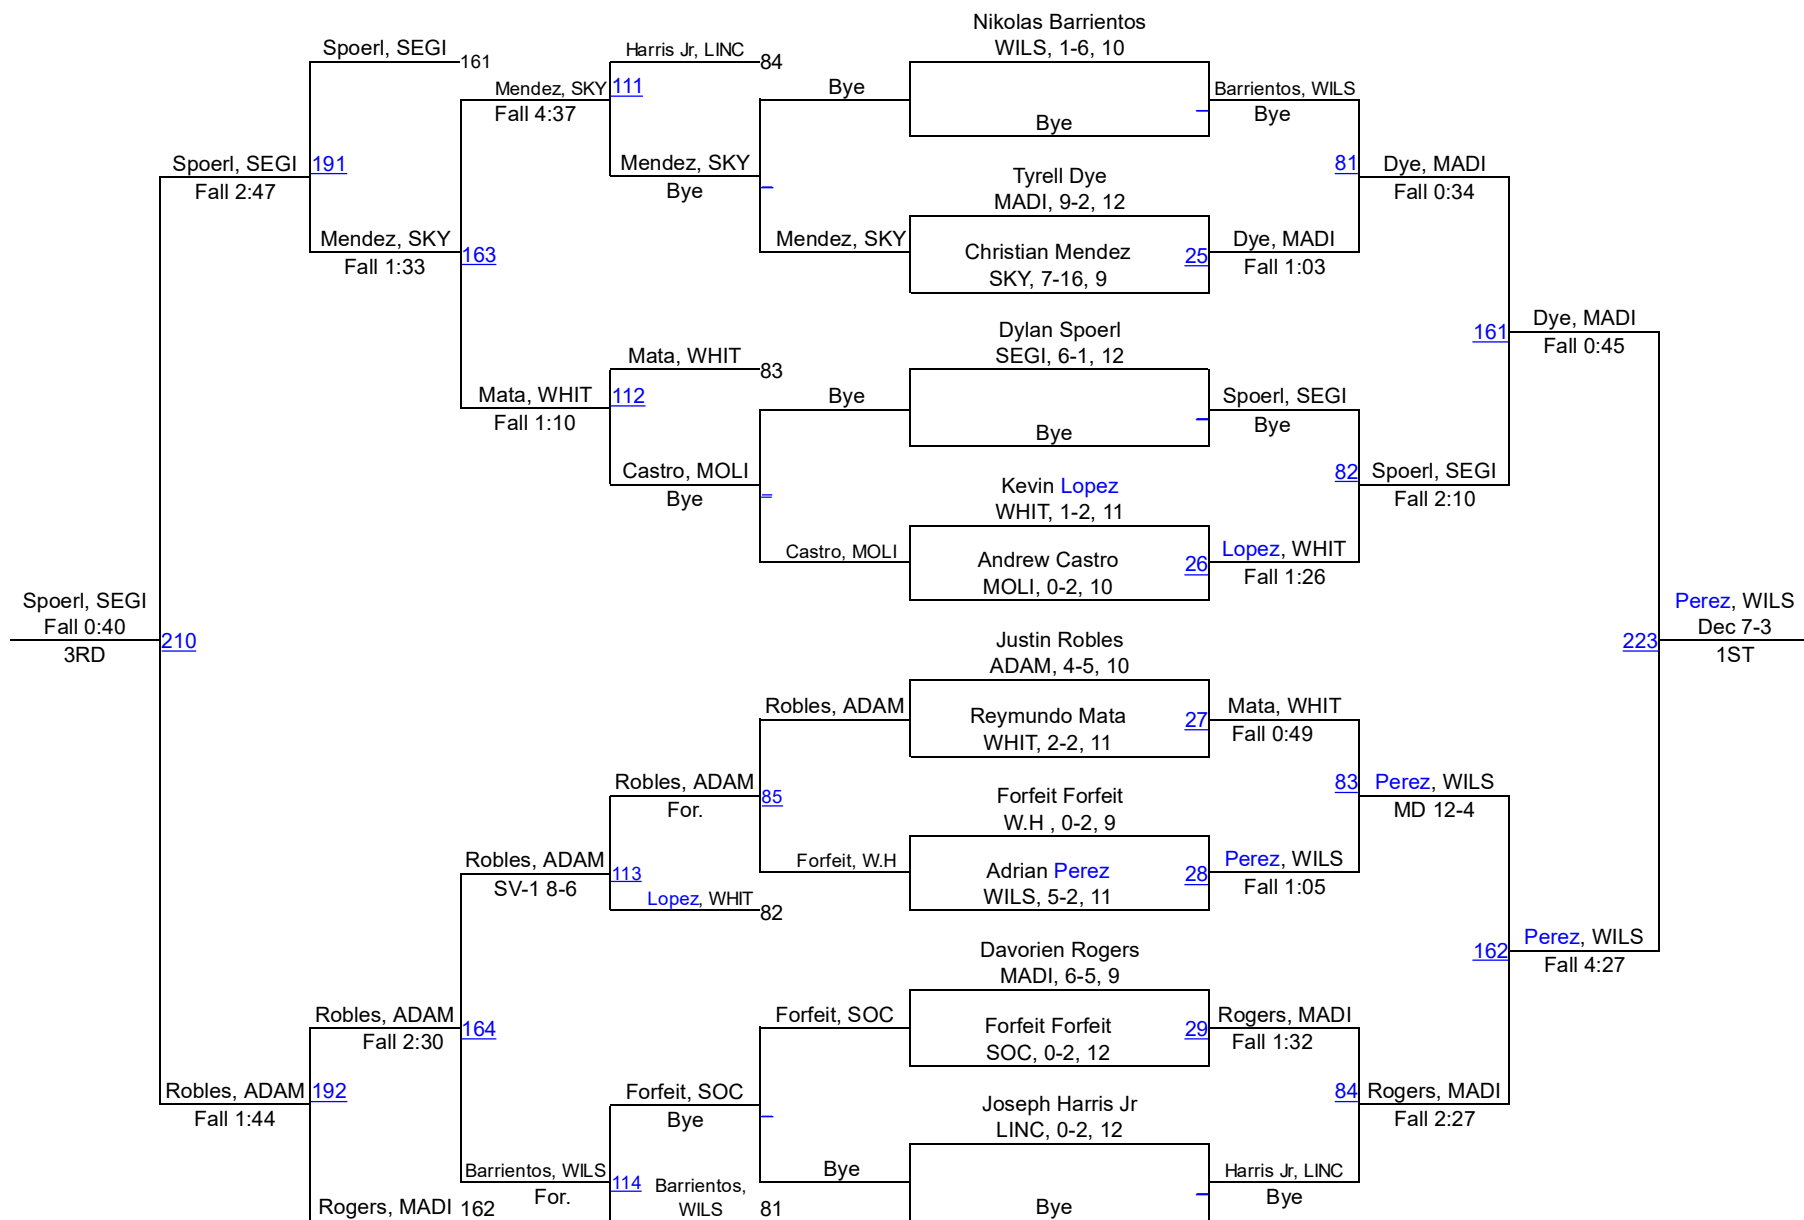 Nikolas Barrientos
Spoerl, SEGI
161
Harris Jr, LINC
84
WILS, 1-6, 10
Mendez, SKY
111
Bye
Barrientos, WILS
Fall 4:37
Bye
Bye
Spoerl, SEGI
191
Mendez, SKY
81
Dye, MADI
Fall 2:47
Bye
Tyrell Dye
Fall 0:34
MADI, 9-2, 12
Mendez, SKY
163
Mendez, SKY
Christian Mendez
25
Dye, MADI
Fall 1:33
SKY, 7-16, 9
Fall 1:03
Dylan Spoerl
161
Dye, MADI
Mata, WHIT
83
SEGI, 6-1, 12
Fall 0:45
Mata, WHIT
112
Bye
Spoerl, SEGI
Fall 1:10
Bye
Bye
Castro, MOLI
82
Spoerl, SEGI
Bye
Kevin Lopez
Fall 2:10
WHIT, 1-2, 11
Castro, MOLI
Andrew Castro
26
Lopez, WHIT
MOLI, 0-2, 10
Fall 1:26
Spoerl, SEGI
Perez, WILS
Fall 0:40
Dec 7-3
3RD
210
Justin Robles
223
1ST
ADAM, 4-5, 10
Robles, ADAM
Reymundo Mata
27
Mata, WHIT
WHIT, 2-2, 11
Fall 0:49
Robles, ADAM
85
Forfeit Forfeit
83
Perez, WILS
For.
W.H , 0-2, 9
MD 12-4
Robles, ADAM
113
Forfeit, W.H
Adrian Perez
28
Perez, WILS
SV-1 8-6
WILS, 5-2, 11
Fall 1:05
Lopez, WHIT
82
Davorien Rogers
162
Perez, WILS
MADI, 6-5, 9
Fall 4:27
Robles, ADAM
164
Forfeit, SOC
Forfeit Forfeit
29
Rogers, MADI
Fall 2:30
SOC, 0-2, 12
Fall 1:32
Robles, ADAM
192
Forfeit, SOC
84
Rogers, MADI
Fall 1:44
Bye
Joseph Harris Jr
Fall 2:27
LINC, 0-2, 12
Barrientos, WILS
114
Bye
Harris Jr, LINC
For.
Barrientos,
Bye
Rogers, MADI
162
WILS
81
Bye